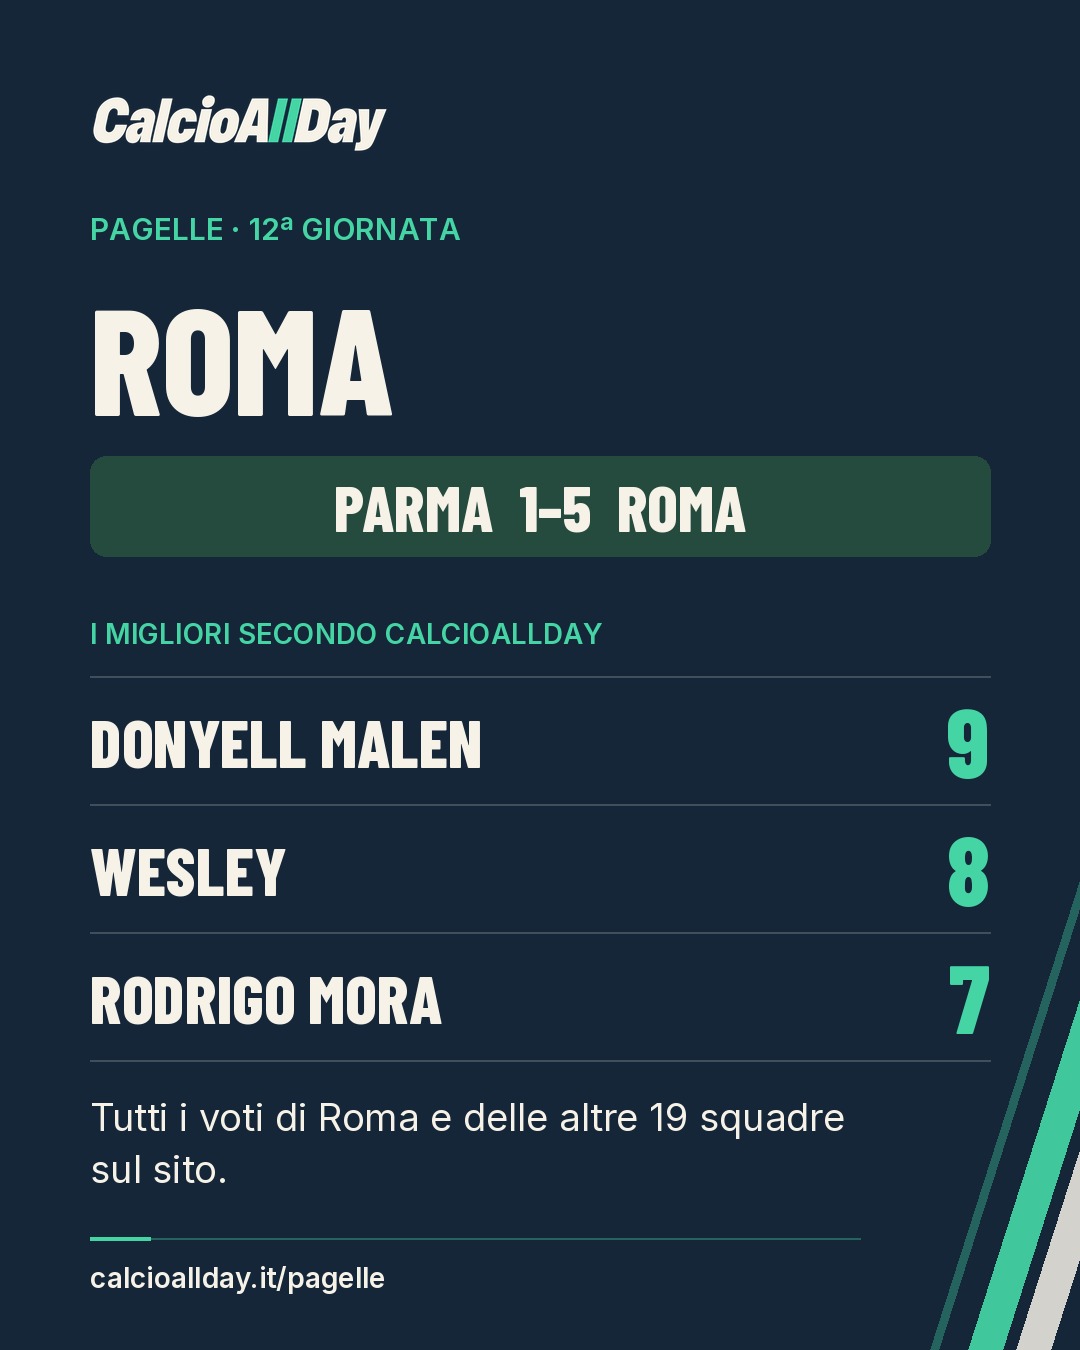 CalcioAllDay
PAGELLE · 12ª GIORNATA
ROMA
PARMA 1–5 ROMA
I MIGLIORI SECONDO CALCIOALLDAY
DONYELL MALEN 9
WESLEY 8
RODRIGO MORA 7
Tutti i voti di Roma e delle altre 19 squadre
sul sito.
calcioallday.it/pagelle